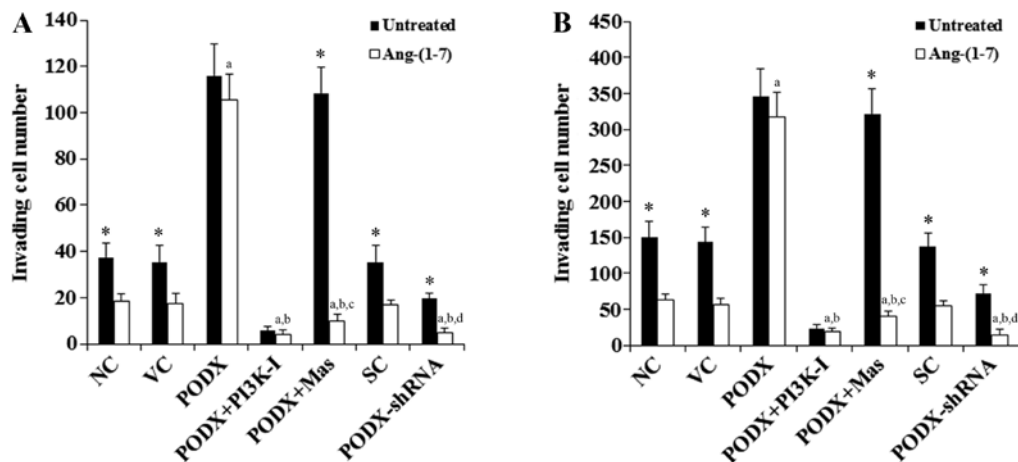 A
Invading cell number
140
120
100
80
60
40
20
0
Untreated
Ang-(1-7)
*
*
a
a,b
*
a,b,c
*
*
a,b,d
NC
VC
PODX
PODX+PI3K-I
PODX+Mas
SC
PODX-shRNA
B
Invading cell number
450
400
350
300
250
200
150
100
50
0
Untreated
Ang-(1-7)
*
*
a
a,b
*
a,b,c
*
*
a,b,d
NC
VC
PODX
PODX+PI3K-I
PODX+Mas
SC
PODX-shRNA